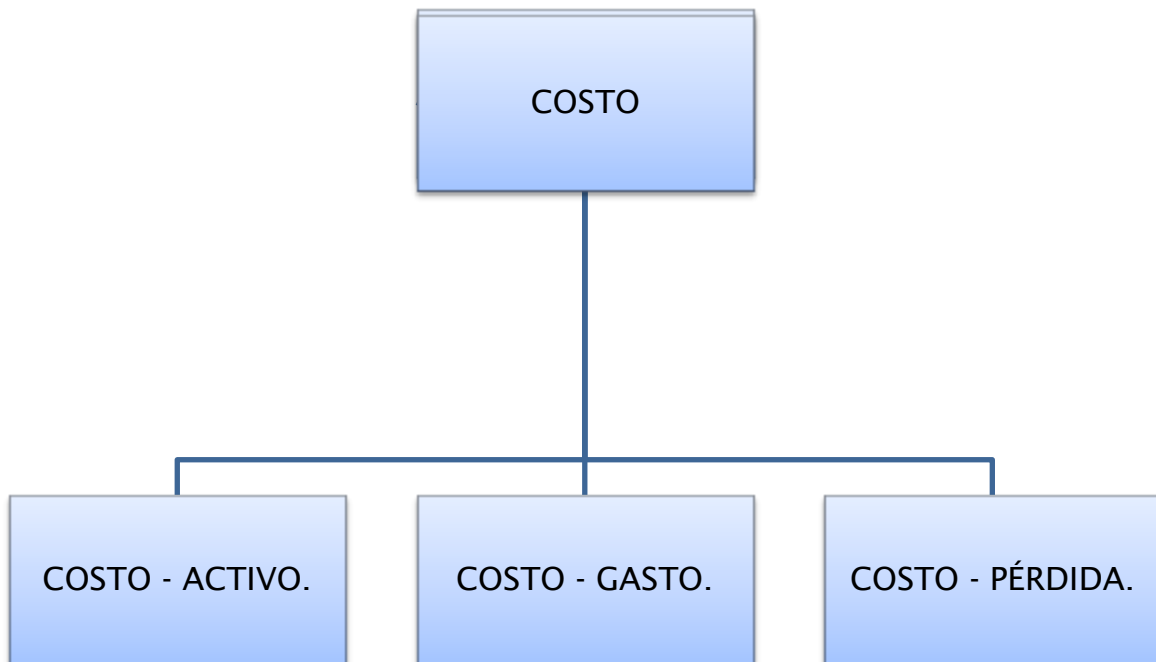 COSTO
COSTO - ACTIVO.
COSTO - GASTO.
COSTO - PÉRDIDA.